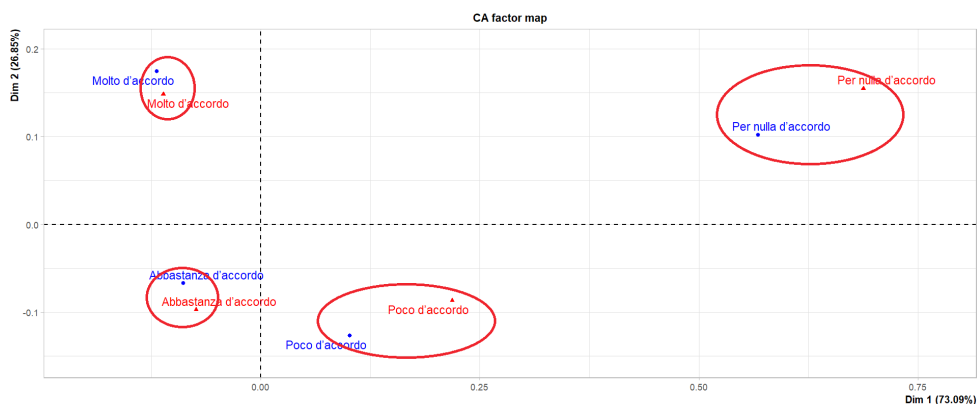 CA factor map
Dim 2 (26.85%)
0.2
0.1
0.0
-0.1
Molto d'accordo
Molto d'accordo
Per nulla d'accordo
Per nulla d'accordo
Abbastanza d'accordo
Abbastanza d'accordo
Poco d'accordo
Poco d'accordo
0.00
0.25
0.50
0.75
Dim 1 (73.09%)